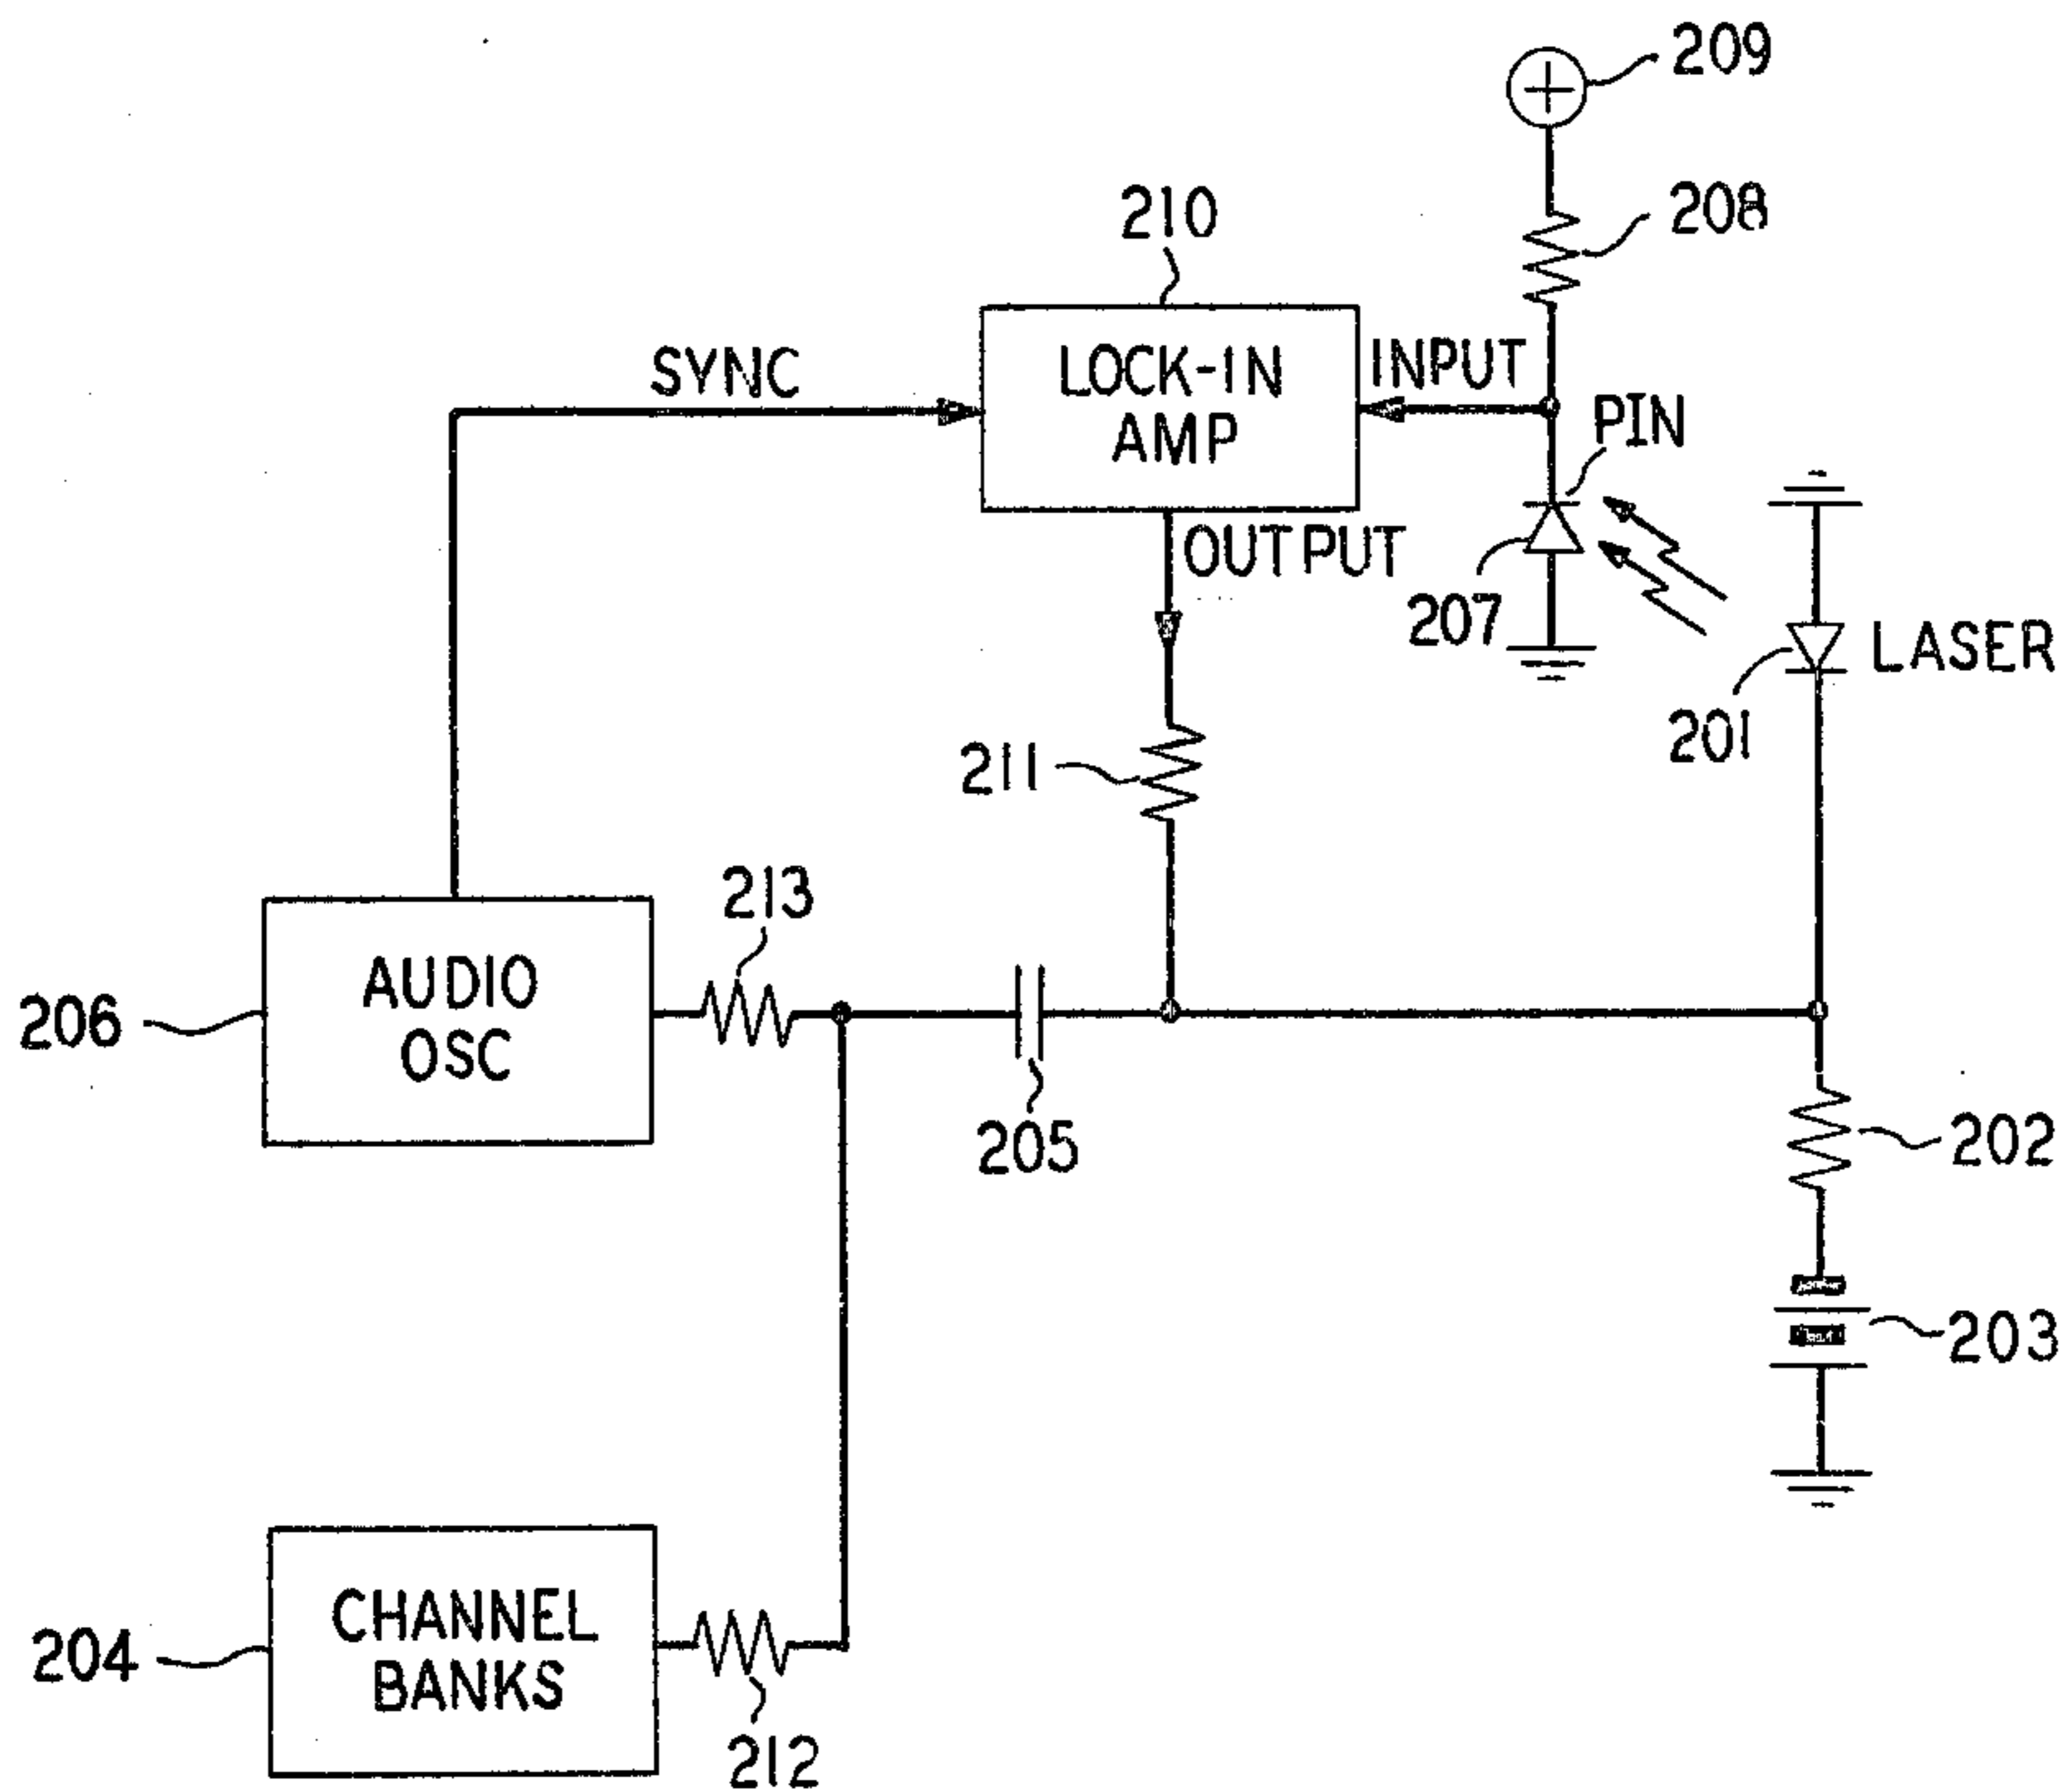 209
208
210
SYNC
LOCK-IN
AMP
INPUT
PIN
OUTPUT
207
LASER
201
211
213
AUDIO
OSC
206
205
202
203
CHANNEL
BANKS
204
212